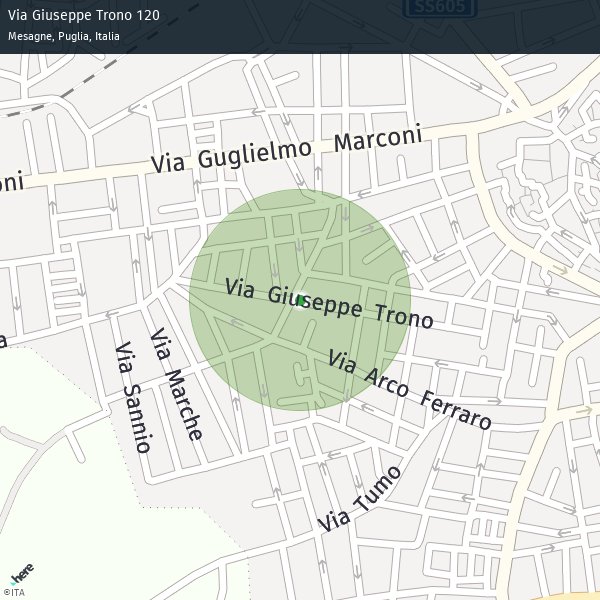 Via Giuseppe Trono 120
SS605
Mesagne, Puglia, Italia
Via Guglielmo Marconi
oni
Via Giuseppe Trono
a
Via Sannio
Via Marche
Via Arco Ferraro
Via Tumo
here
©ITA